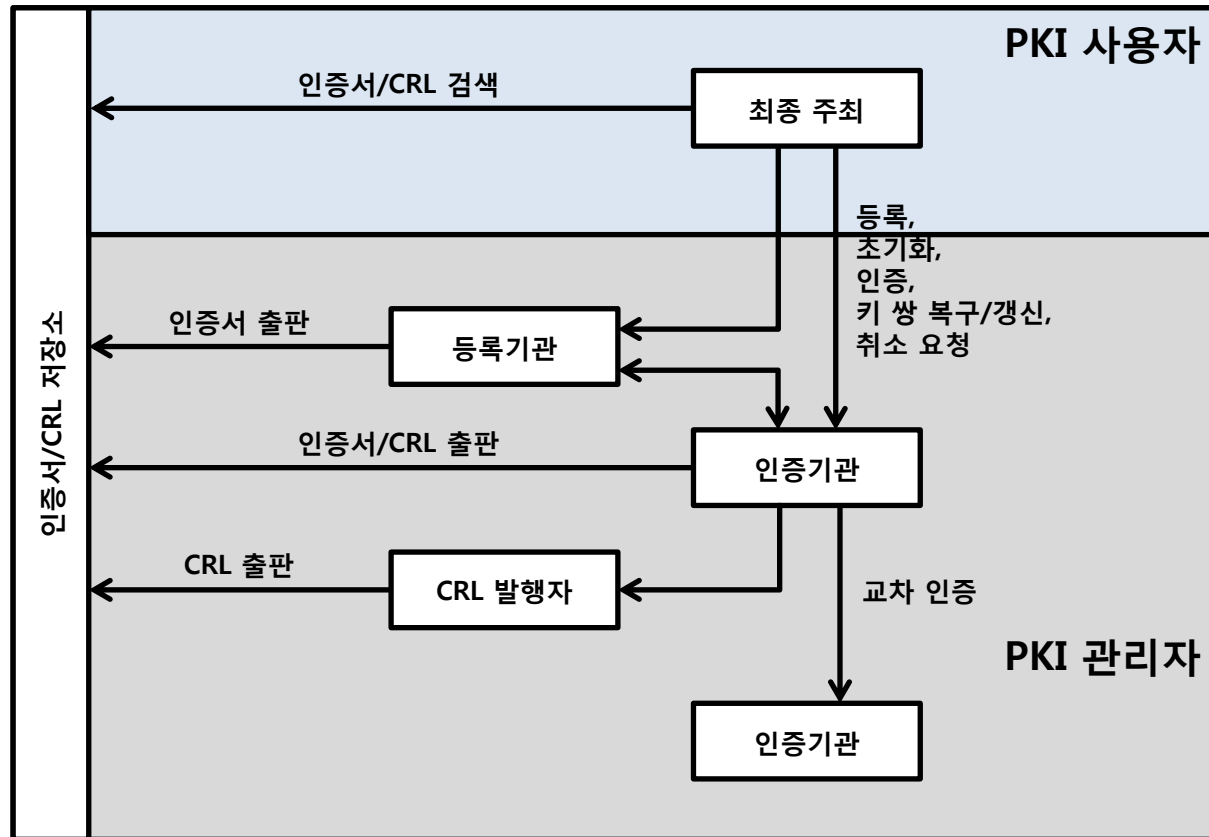 PKI 사용자
인증서/CRL 검색
최종 주최
등록,
초기화,
인증,
키 쌍 복구/갱신,
취소 요청
인증서/CRL 저장소
인증서 출판
등록기관
인증서/CRL 출판
인증기관
CRL 출판
CRL 발행자
교차 인증
PKI 관리자
인증기관